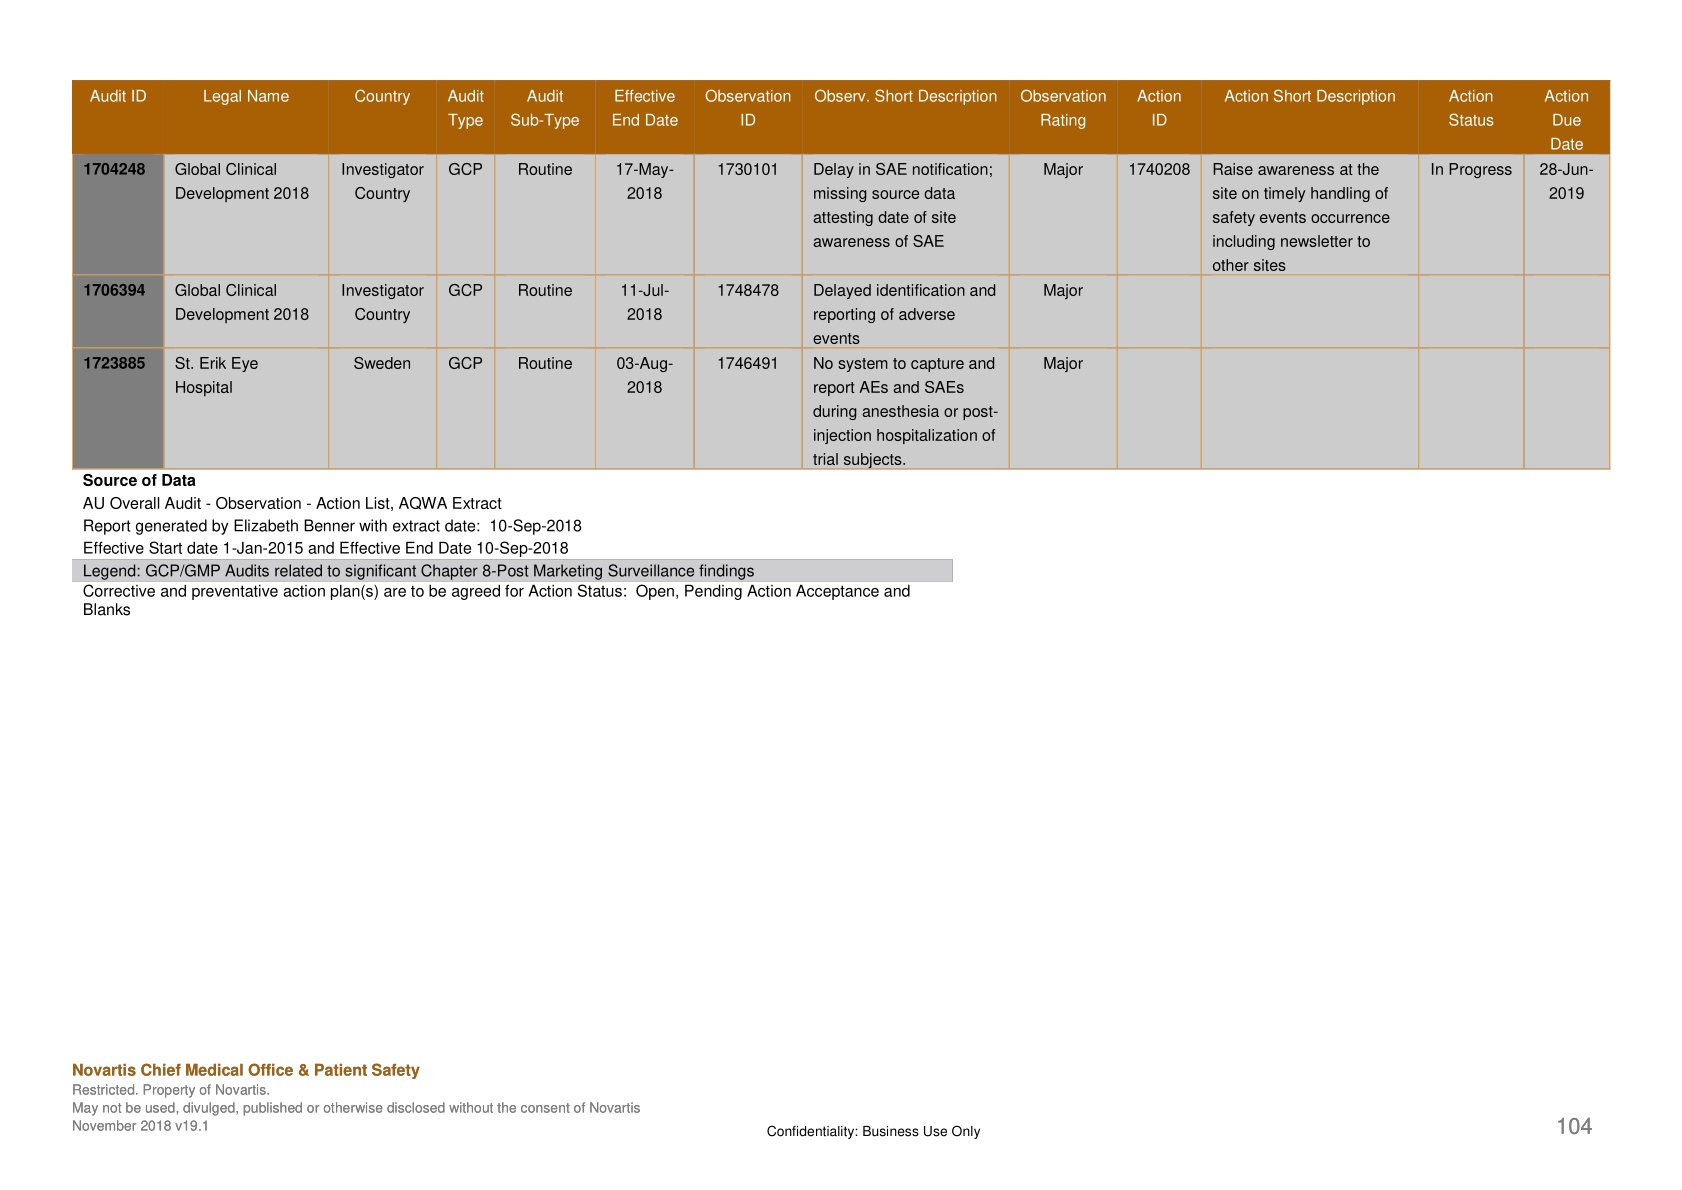 Audit ID Legal Name Country Audit Type Audit Sub-Type Effective End Date Observation ID Observ. Short Description Observation Rating Action ID Action Short Description Action Status Action Due Date
1704248 Global Clinical Development 2018 Investigator Country GCP Routine 17-May-2018 1730101 Delay in SAE notification; missing source data attesting date of site awareness of SAE Major 1740208 Raise awareness at the site on timely handling of safety events occurrence including newsletter to other sites In Progress 28-Jun-2019
1706394 Global Clinical Development 2018 Investigator Country GCP Routine 11-Jul-2018 1748478 Delayed identification and reporting of adverse events Major
1723885 St. Erik Eye Hospital Sweden GCP Routine 03-Aug-2018 1746491 No system to capture and report AEs and SAEs during anesthesia or post-injection hospitalization of trial subjects. Major
Source of Data
AU Overall Audit - Observation - Action List, AQWA Extract
Report generated by Elizabeth Benner with extract date:  10-Sep-2018
Effective Start date 1-Jan-2015 and Effective End Date 10-Sep-2018
Legend: GCP/GMP Audits related to significant Chapter 8-Post Marketing Surveillance findings
Corrective and preventative action plan(s) are to be agreed for Action Status:  Open, Pending Action Acceptance and
Blanks
Novartis Chief Medical Office & Patient Safety
Restricted. Property of Novartis.
May not be used, divulged, published or otherwise disclosed without the consent of Novartis
November 2018 v19.1
Confidentiality: Business Use Only
104